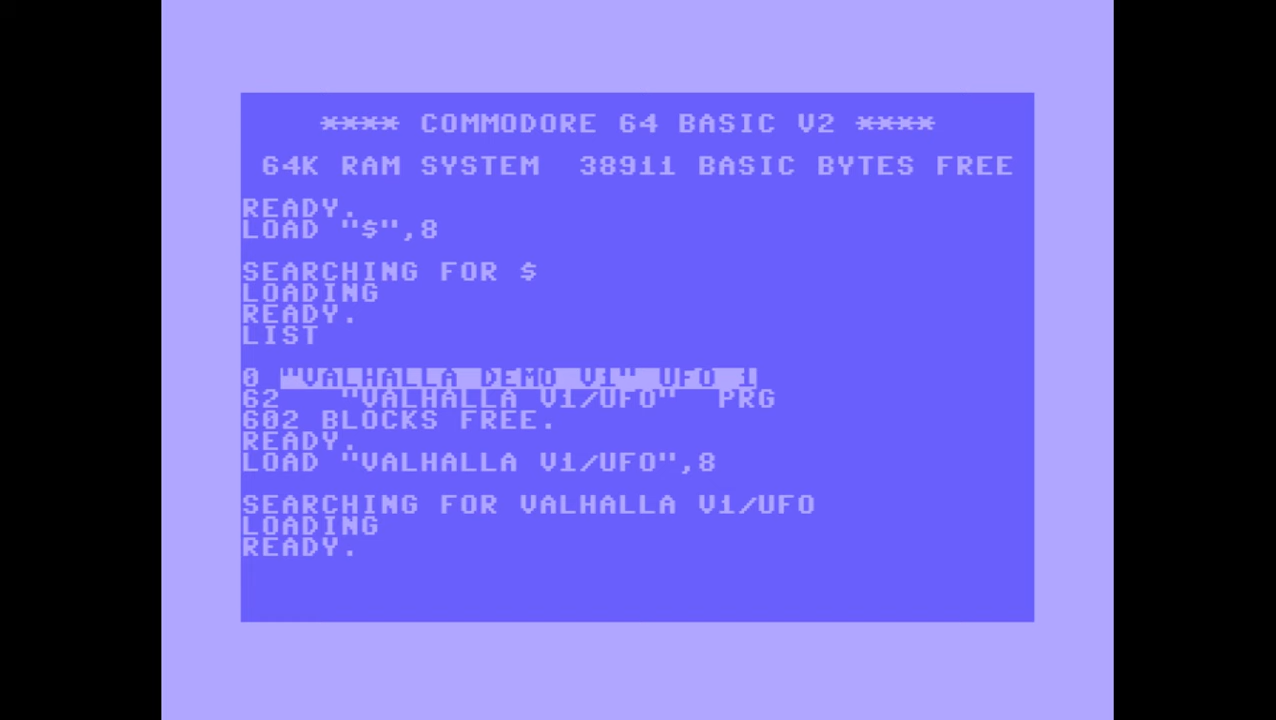 **** COMMODORE 64 BASIC V2 ****
64K RAM SYSTEM  38911 BASIC BYTES FREE
READY.
LOAD "$",8
SEARCHING FOR $
LOADING
READY.
LIST
0 "VALHALLA DEMO V1" UFO 1
62   "VALHALLA V1/UFO"  PRG
602 BLOCKS FREE.
READY.
LOAD "VALHALLA V1/UFO",8
SEARCHING FOR VALHALLA V1/UFO
LOADING
READY.